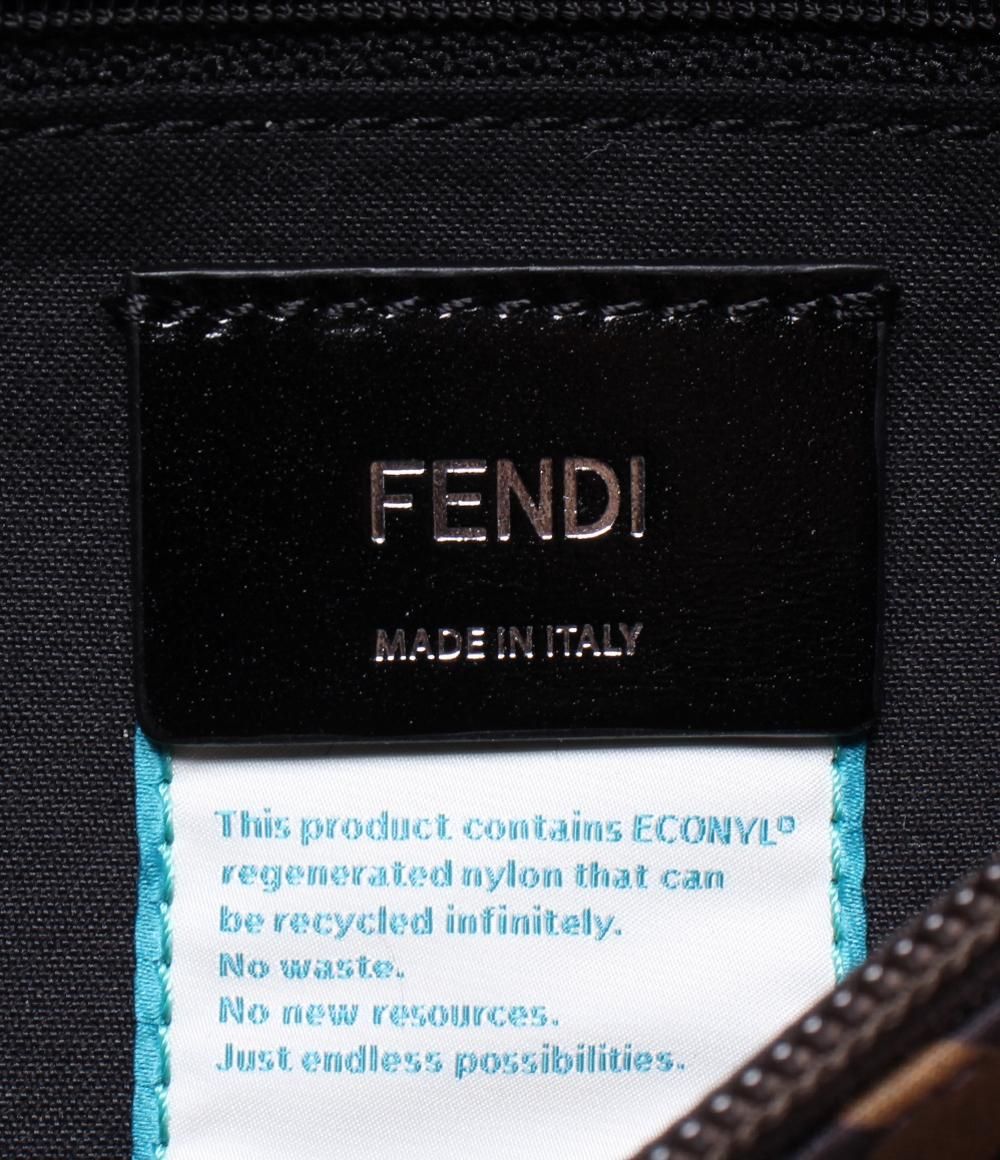 FENDI
MADE IN ITALY
This product contains ECONYL®
regenerated nylon that can
be recycled infinitely.
No waste.
No new resources.
Just endless possibilities.